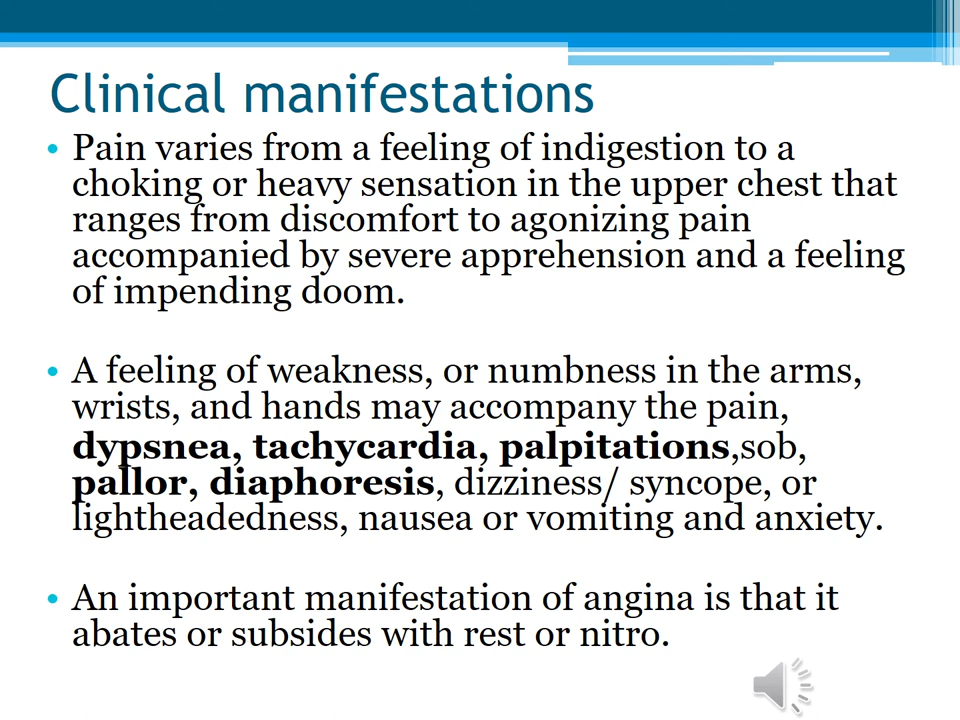 Clinical manifestations
• Pain varies from a feeling of indigestion to a
choking or heavy sensation in the upper chest that
ranges from discomfort to agonizing pain
accompanied by severe apprehension and a feeling
of impending doom.
• A feeling of weakness, or numbness in the arms,
wrists, and hands may accompany the pain,
dypsnea, tachycardia, palpitations,sob,
pallor, diaphoresis, dizziness/ syncope, or
lightheadedness, nausea or vomiting and anxiety.
• An important manifestation of angina is that it
abates or subsides with rest or nitro.